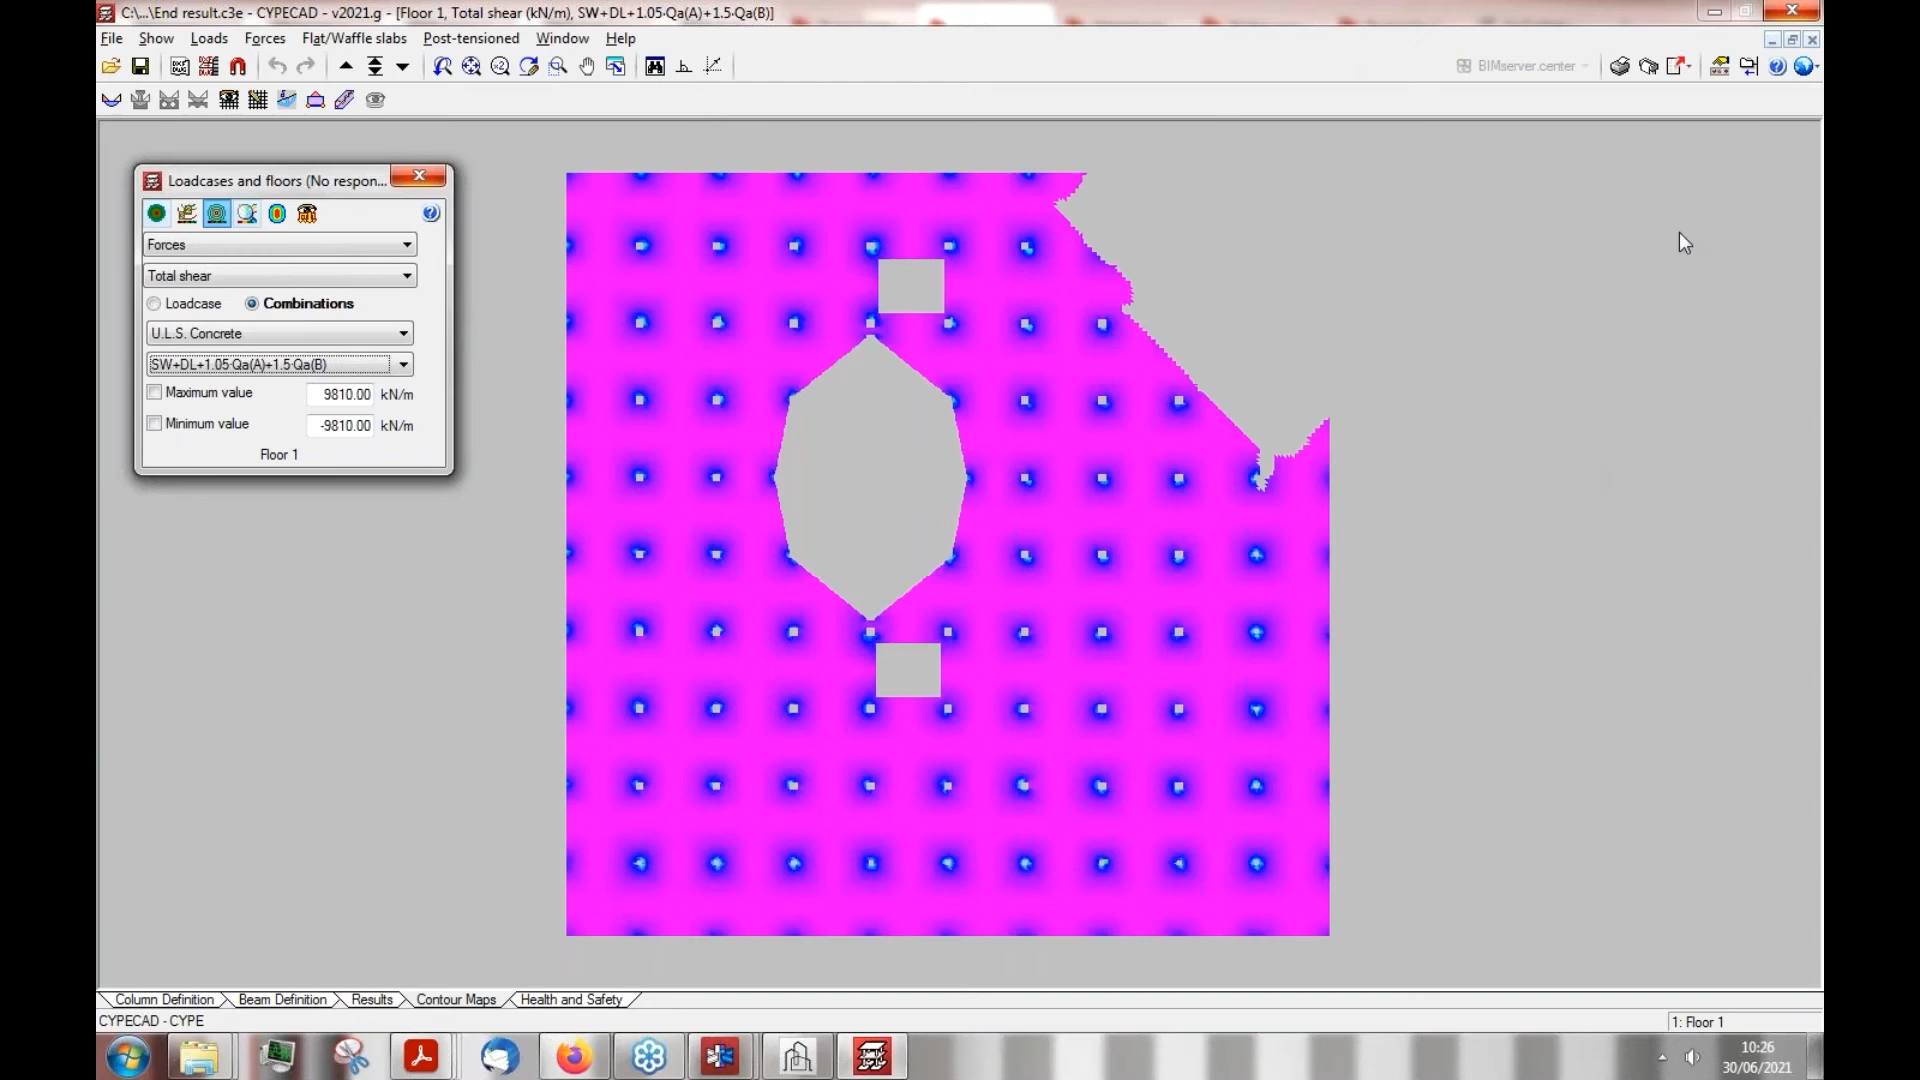 C:\...\End result.c3e - CYPECAD - v2021.g - [Floor 1, Total shear (kN/m), SW+DL+1.05·Qa(A)+1.5·Qa(B)]
File Show Loads Forces Flat/Waffle slabs Post-tensioned Window Help
BIMserver.center
Loadcases and floors (No respon...
Forces
Total shear
Loadcase Combinations
U.L.S. Concrete
SW+DL+1.05·Qa(A)+1.5·Qa(B)
Maximum value 9810.00 kN/m
Minimum value -9810.00 kN/m
Floor 1
Column Definition Beam Definition Results Contour Maps Health and Safety
CYPECAD - CYPE
1: Floor 1
10:26
30/06/2021